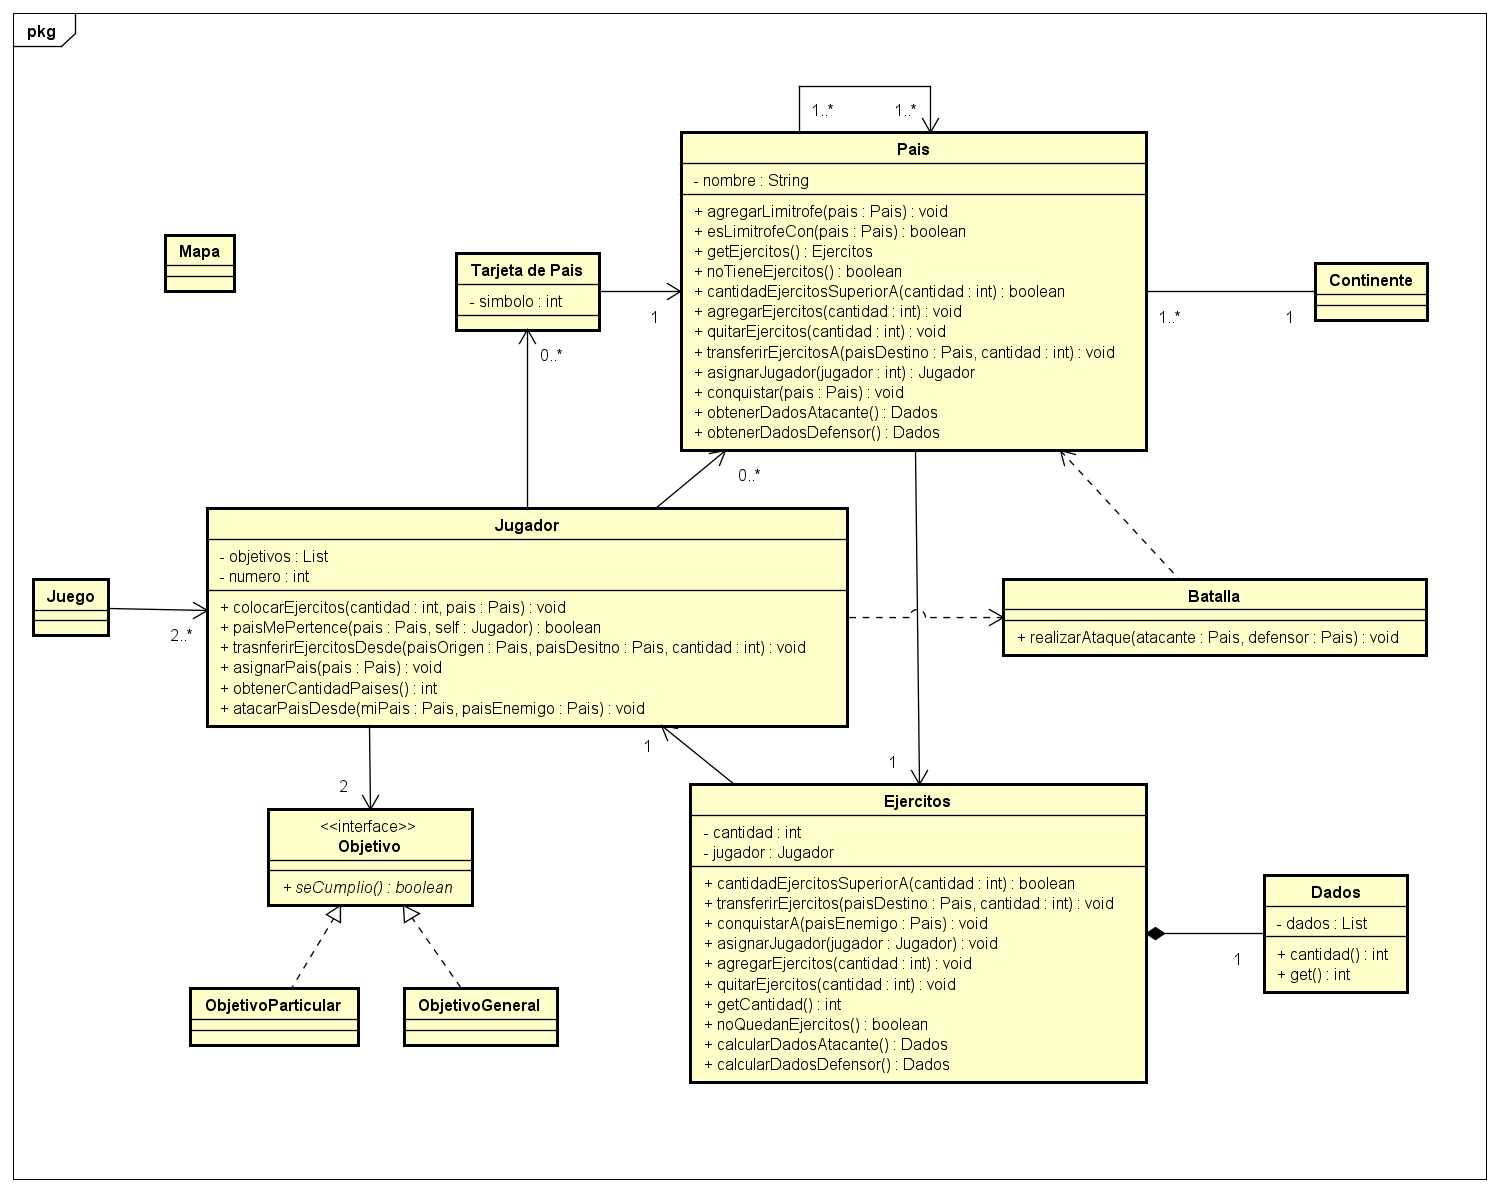 pkg
1..*
1..*
Pais
- nombre : String
+ agregarLimitrofe(pais : Pais) : void
+ esLimitrofeCon(pais : Pais) : boolean
+ getEjercitos() : Ejercitos
+ noTieneEjercitos() : boolean
+ cantidadEjercitosSuperiorA(cantidad : int) : boolean
+ agregarEjercitos(cantidad : int) : void
+ quitarEjercitos(cantidad : int) : void
+ transferirEjercitosA(paisDestino : Pais, cantidad : int) : void
+ asignarJugador(jugador : int) : Jugador
+ conquistar(pais : Pais) : void
+ obtenerDadosAtacante() : Dados
+ obtenerDadosDefensor() : Dados
Mapa
Tarjeta de Pais
- simbolo : int
1
0..*
Continente
1..*
1
0..*
Jugador
- objetivos : List
- numero : int
+ colocarEjercitos(cantidad : int, pais : Pais) : void
+ paisMePertence(pais : Pais, self : Jugador) : boolean
+ trasnferirEjercitosDesde(paisOrigen : Pais, paisDesitno : Pais, cantidad : int) : void
+ asignarPais(pais : Pais) : void
+ obtenerCantidadPaises() : int
+ atacarPaisDesde(miPais : Pais, paisEnemigo : Pais) : void
Juego
2..*
Batalla
+ realizarAtaque(atacante : Pais, defensor : Pais) : void
1
1
2
<<interface>>
Objetivo
+ seCumplio() : boolean
ObjetivoParticular
ObjetivoGeneral
Ejercitos
- cantidad : int
- jugador : Jugador
+ cantidadEjercitosSuperiorA(cantidad : int) : boolean
+ transferirEjercitos(paisDestino : Pais, cantidad : int) : void
+ conquistarA(paisEnemigo : Pais) : void
+ asignarJugador(jugador : Jugador) : void
+ agregarEjercitos(cantidad : int) : void
+ quitarEjercitos(cantidad : int) : void
+ getCantidad() : int
+ noQuedanEjercitos() : boolean
+ calcularDadosAtacante() : Dados
+ calcularDadosDefensor() : Dados
1
Dados
- dados : List
+ cantidad() : int
+ get() : int